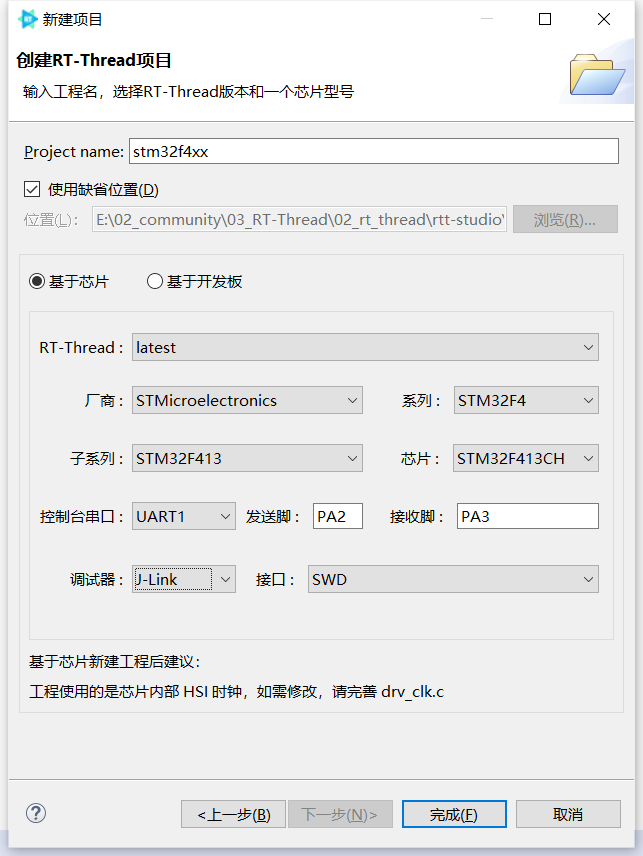 新建项目
创建RT-Thread项目
输入工程名，选择RT-Thread版本和一个芯片型号
Project name: stm32f4xx
使用缺省位置(D)
位置(L)： E:\02_community\03_RT-Thread\02_rt_thread\rtt-studio\ 浏览(R)...
基于芯片 基于开发板
RT-Thread： latest
厂商： STMicroelectronics 系列： STM32F4
子系列： STM32F413 芯片： STM32F413CH
控制台串口： UART1 发送脚： PA2 接收脚： PA3
调试器： J-Link 接口： SWD
基于芯片新建工程后建议：
工程使用的是芯片内部 HSI 时钟，如需修改，请完善 drv_clk.c
? <上一步(B) 下一步(N)> 完成(F) 取消